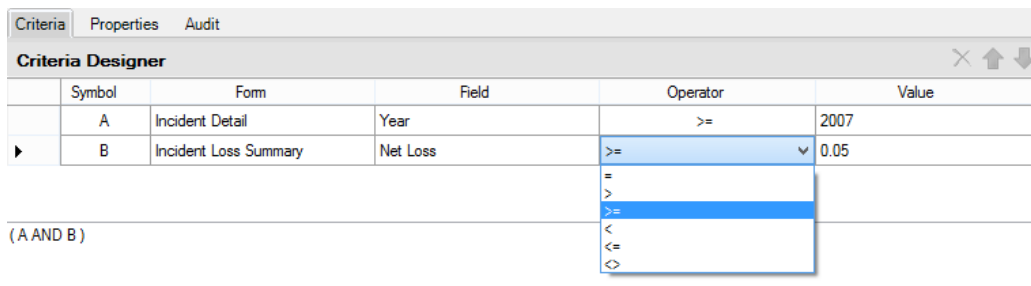 Criteria Properties Audit
Criteria Designer
Symbol Form Field Operator Value
A Incident Detail Year >= 2007
B Incident Loss Summary Net Loss >= 0.05
=
>
>=
( A AND B )
<
<=
<>